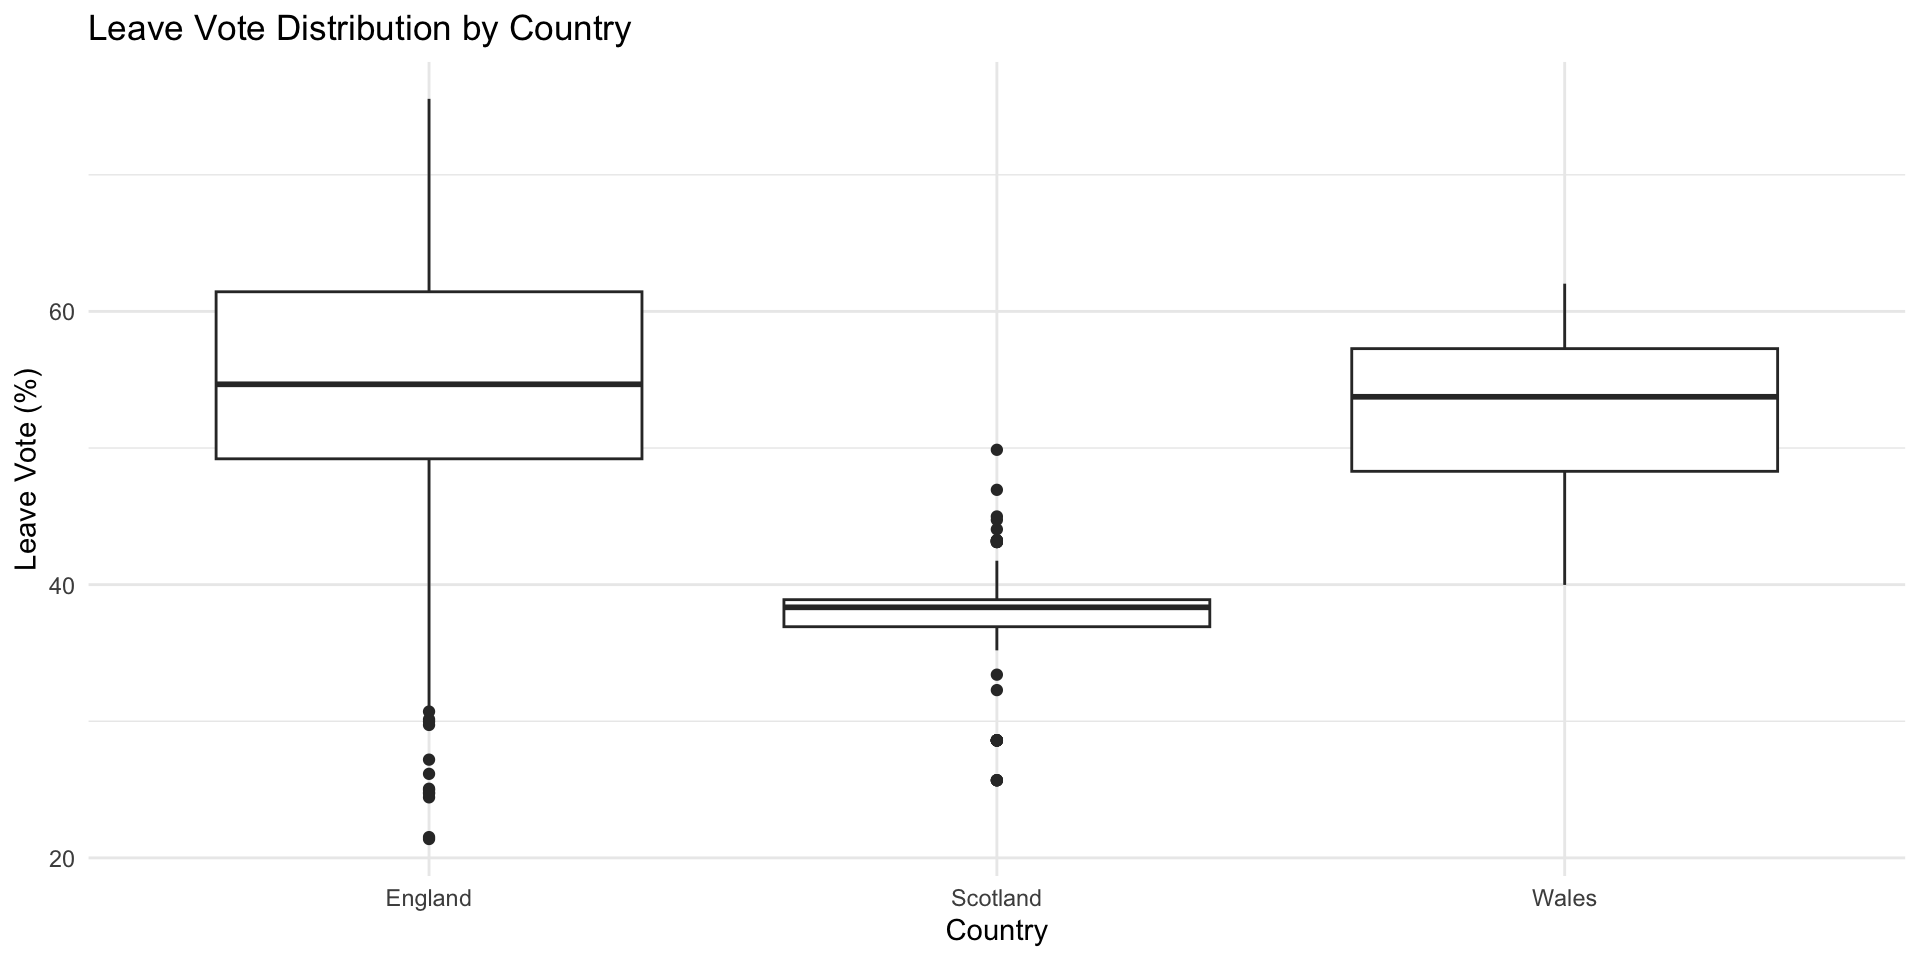 Leave Vote Distribution by Country
Leave Vote (%)
60
40
20
England
Scotland
Wales
Country